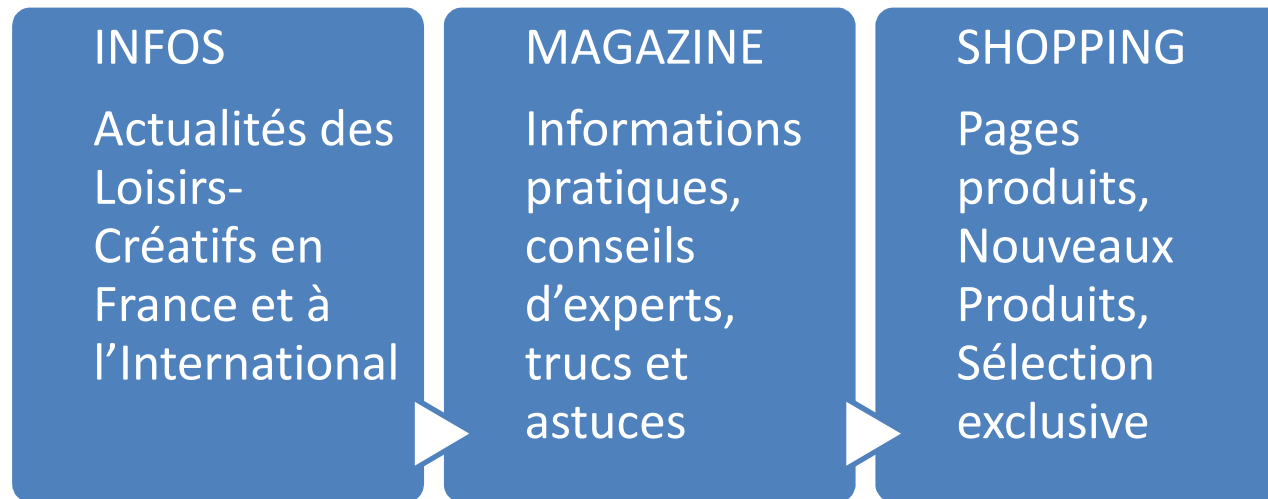 INFOS
Actualités des
Loisirs-
Créatifs en
France et à
l’International
MAGAZINE
Informations
pratiques,
conseils
d’experts,
trucs et
astuces
SHOPPING
Pages
produits,
Nouveaux
Produits,
Sélection
exclusive